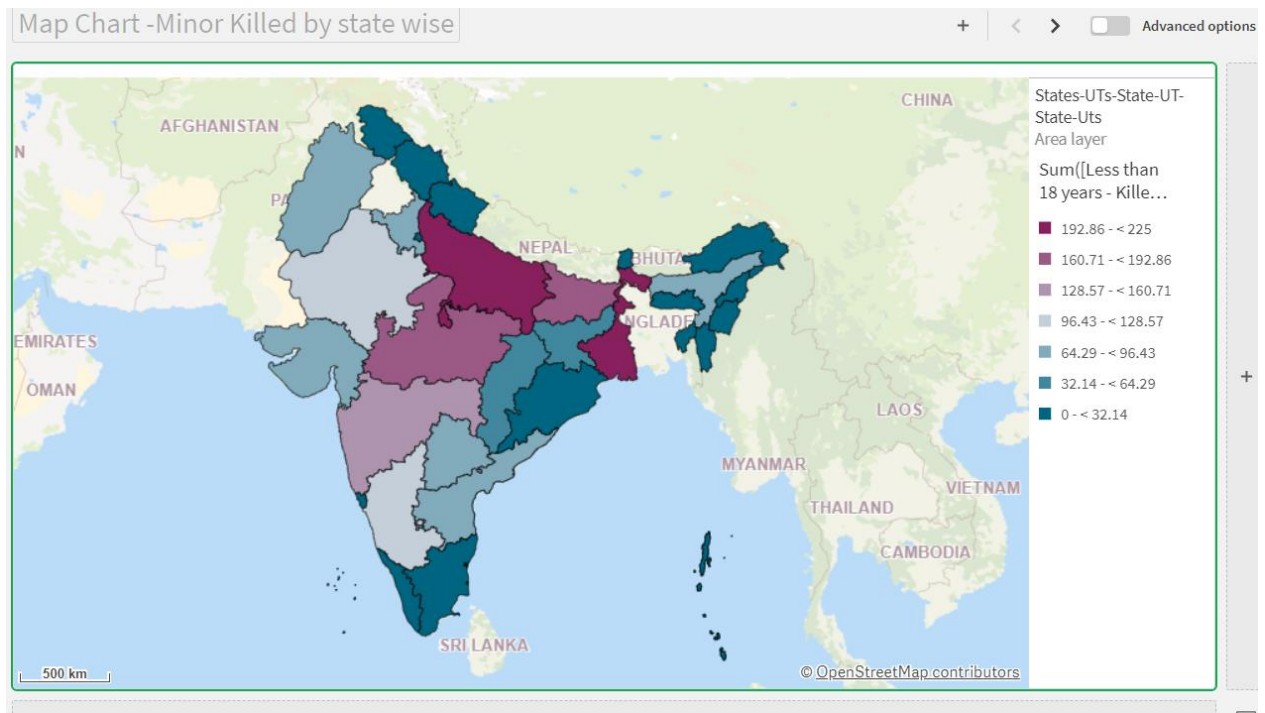 Map Chart -Minor Killed by state wise
+ < > Advanced options
CHINA
AFGHANISTAN
N
PA
NEPAL
BHUTA
NGLADE
EMIRATES
OMAN
LAOS
MYANMAR
VIETNAM
THAILAND
CAMBODIA
SRI LANKA
500 km
© OpenStreetMap contributors
States-UTs-State-UT-
State-Uts
Area layer
Sum([Less than
18 years - Kille...
192.86 - < 225
160.71 - < 192.86
128.57 - < 160.71
96.43 - < 128.57
64.29 - < 96.43
32.14 - < 64.29
0 - < 32.14
+